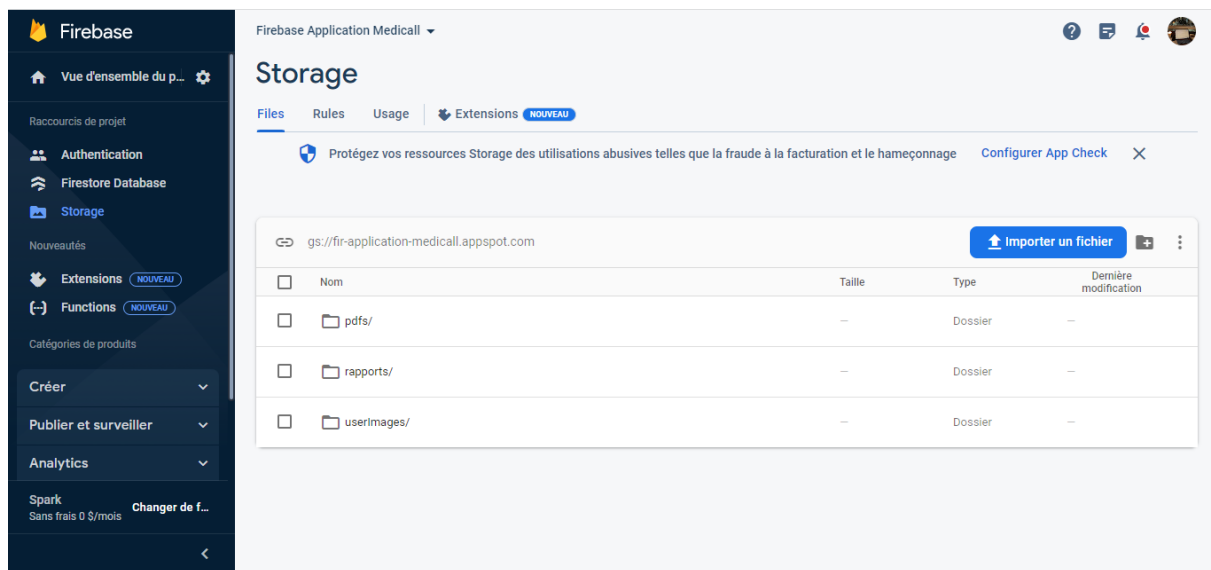 Firebase
Vue d'ensemble du p...
Raccourcis de projet
Authentication
Firestore Database
Storage
Nouveautés
Extensions NOUVEAU
Functions NOUVEAU
Catégories de produits
Créer
Publier et surveiller
Analytics
Spark
Sans frais 0 $/mois
Changer de f...
Firebase Application Medicall
Storage
Files Rules Usage Extensions NOUVEAU
Protégez vos ressources Storage des utilisations abusives telles que la fraude à la facturation et le hameçonnage Configurer App Check
gs://fir-application-medicall.appspot.com
Importer un fichier
Nom Taille Type Dernière
modification
pdfs/ — Dossier —
rapports/ — Dossier —
userImages/ — Dossier —